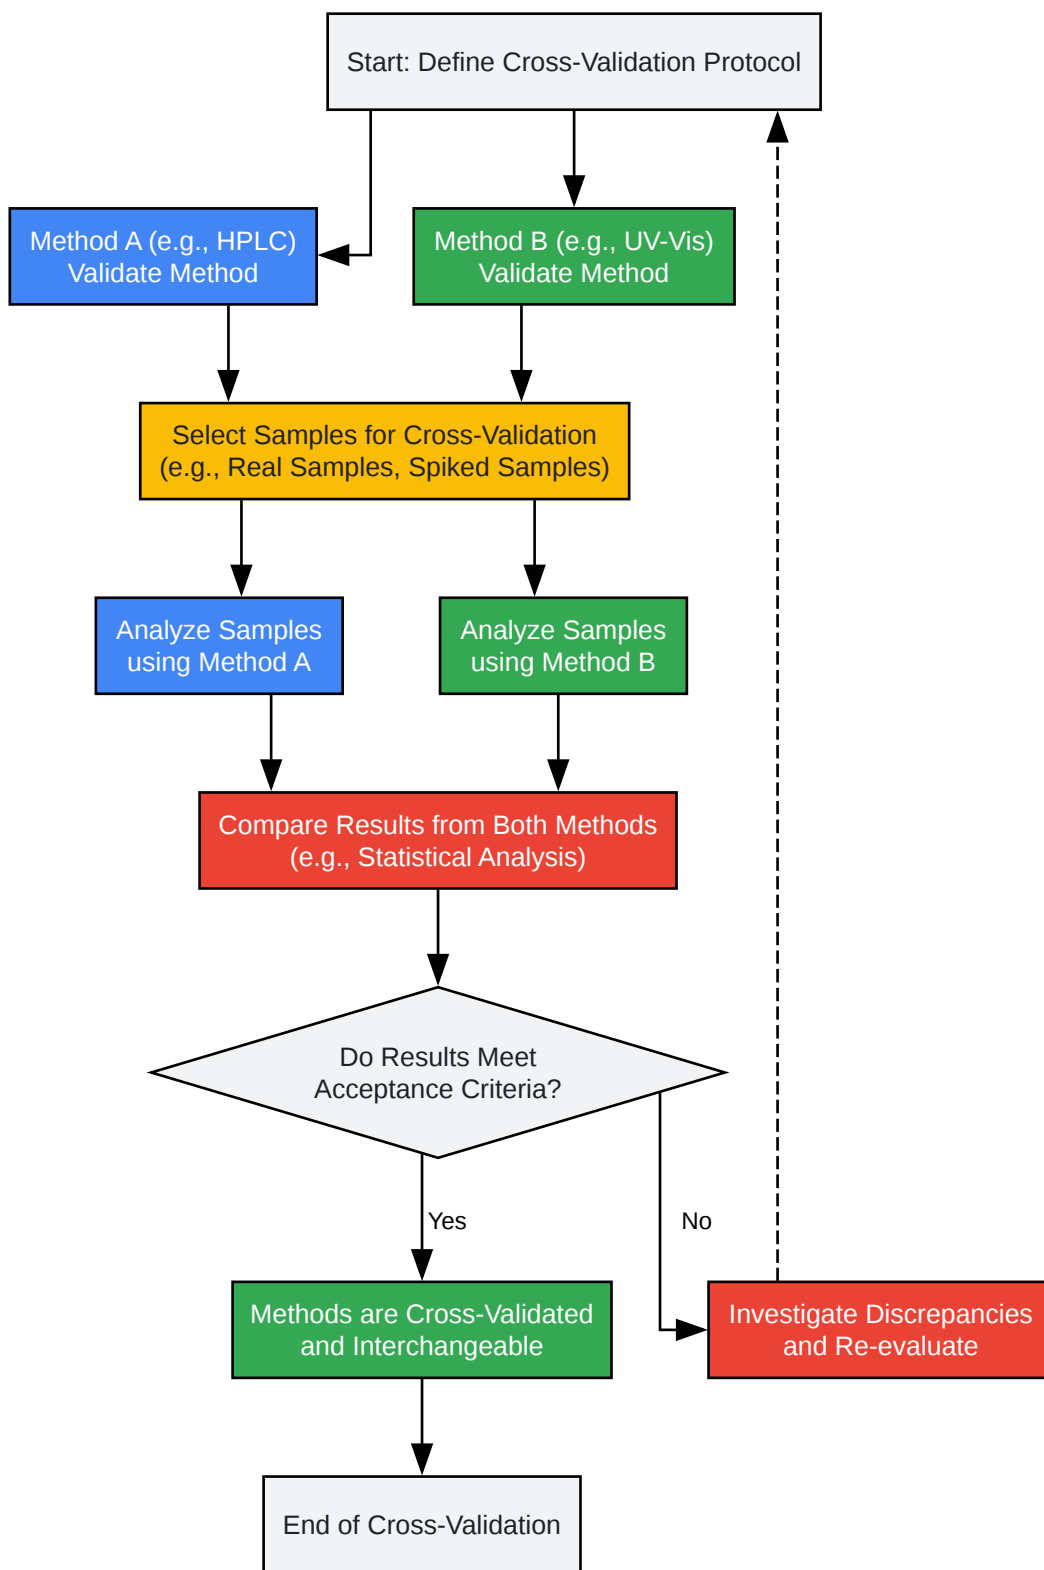 Start: Define Cross-Validation Protocol
Method A (e.g., HPLC)
Validate Method
Method B (e.g., UV-Vis)
Validate Method
Select Samples for Cross-Validation
(e.g., Real Samples, Spiked Samples)
Analyze Samples
using Method A
Analyze Samples
using Method B
Compare Results from Both Methods
(e.g., Statistical Analysis)
Do Results Meet
Acceptance Criteria?
Yes
No
Methods are Cross-Validated
and Interchangeable
Investigate Discrepancies
and Re-evaluate
End of Cross-Validation